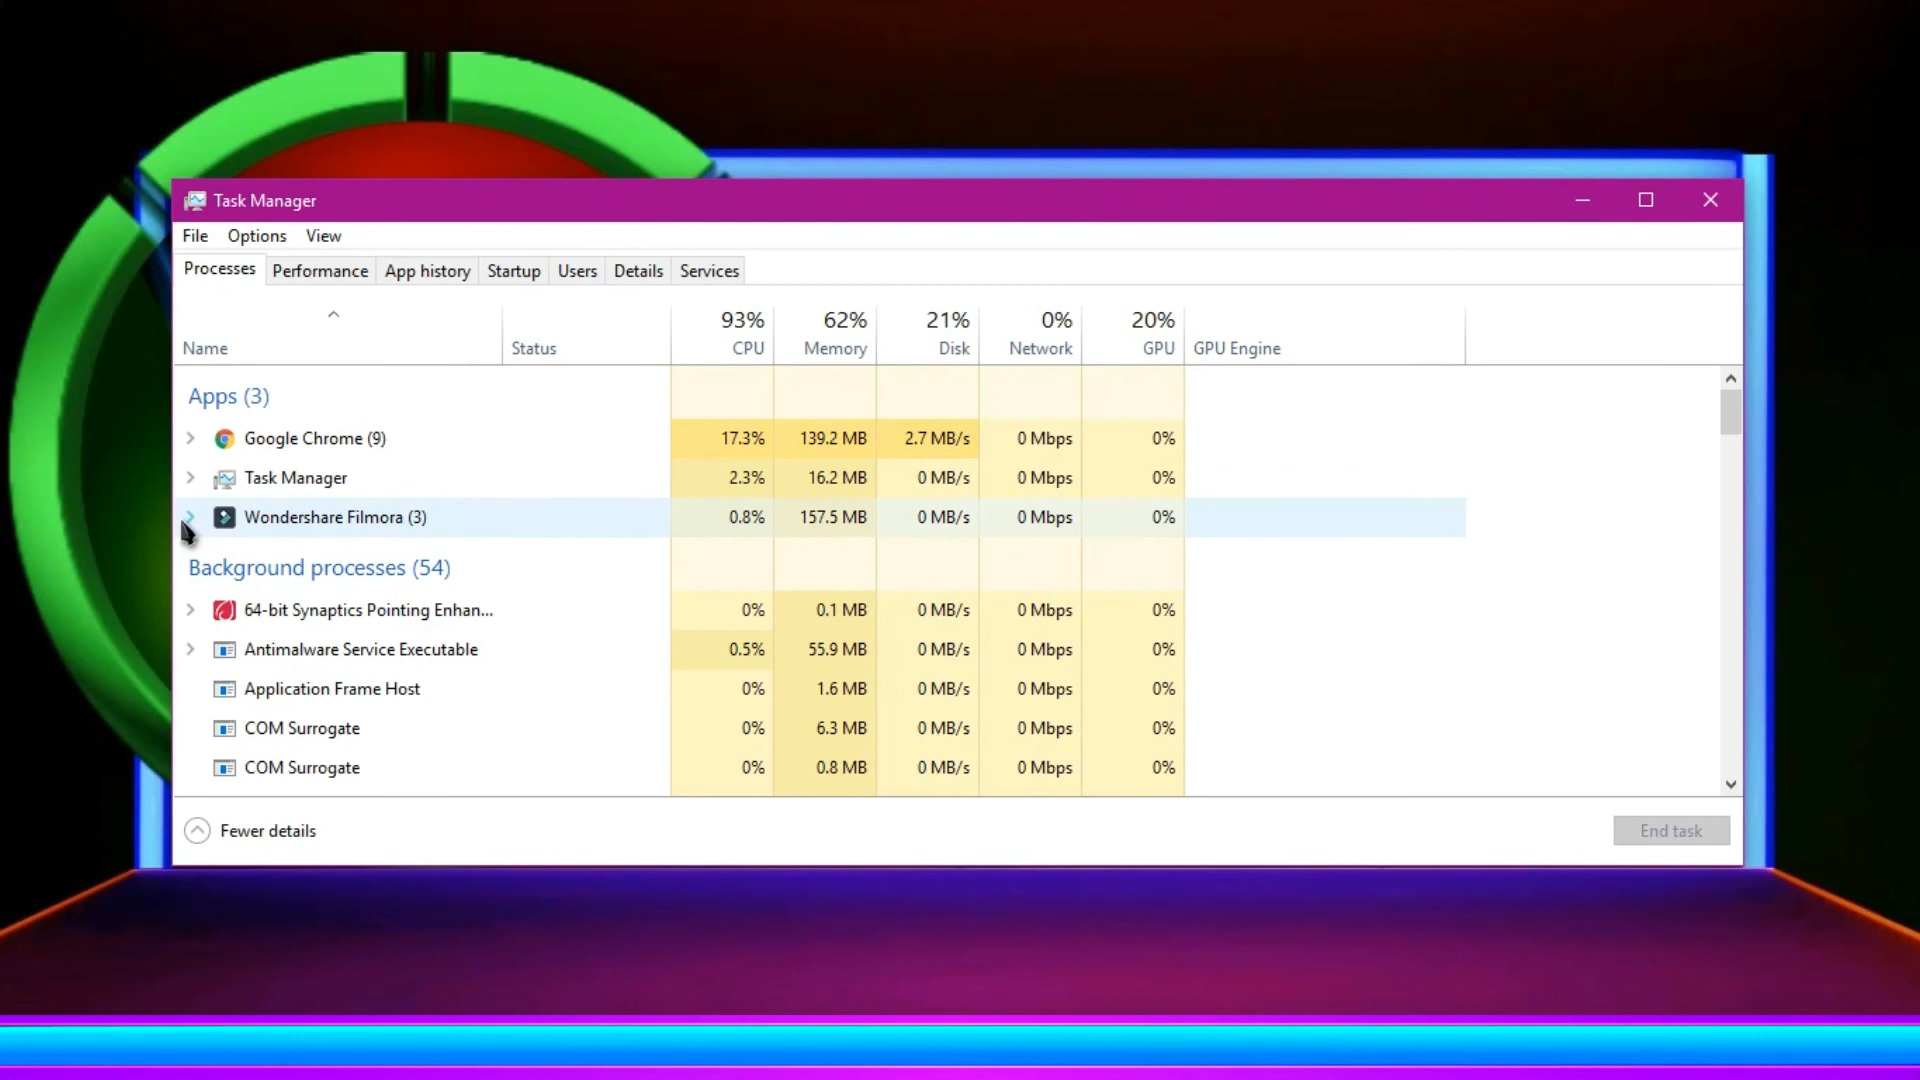 Task Manager
File Options View
Processes Performance App history Startup Users Details Services
93% 62% 21% 0% 20%
Name Status CPU Memory Disk Network GPU GPU Engine
Apps (3)
Google Chrome (9) 17.3% 139.2 MB 2.7 MB/s 0 Mbps 0%
Task Manager 2.3% 16.2 MB 0 MB/s 0 Mbps 0%
Wondershare Filmora (3) 0.8% 157.5 MB 0 MB/s 0 Mbps 0%
Background processes (54)
64-bit Synaptics Pointing Enhan... 0% 0.1 MB 0 MB/s 0 Mbps 0%
Antimalware Service Executable 0.5% 55.9 MB 0 MB/s 0 Mbps 0%
Application Frame Host 0% 1.6 MB 0 MB/s 0 Mbps 0%
COM Surrogate 0% 6.3 MB 0 MB/s 0 Mbps 0%
COM Surrogate 0% 0.8 MB 0 MB/s 0 Mbps 0%
Fewer details End task